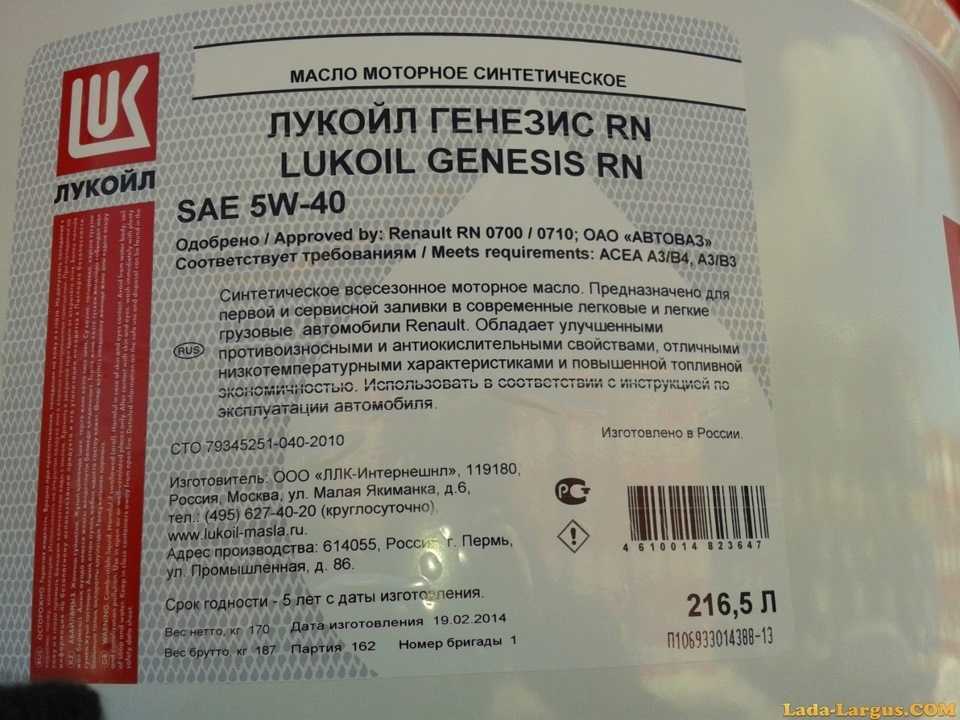 МАСЛО МОТОРНОЕ СИНТЕТИЧЕСКОЕ
ЛУКОЙЛ ГЕНЕЗИС RN
LUKOIL GENESIS RN
SAE 5W-40
LUK
ЛУКОЙЛ
Одобрено / Approved by: Renault RN 0700 / 0710; ОАО «АВТОВАЗ»
Соответствует требованиям / Meets requirements: ACEA A3/B4, A3/B3
Синтетическое всесезонное моторное масло. Предназначено для
первой и сервисной заливки в современные легковые и легкие
грузовые автомобили Renault. Обладает улучшенными
противоизносными и антиокислительными свойствами, отличными
низкотемпературными характеристиками и повышенной топливной
экономичностью. Использовать в соответствии с инструкцией по
эксплуатации автомобиля.
RUS
СТО 79345251-040-2010
Изготовлено в России.
Изготовитель: ООО «ЛЛК-Интернешнл», 119180,
Россия, Москва, ул. Малая Якиманка, д.6,
тел.: (495) 627-40-20 (круглосуточно),
www.lukoil-masla.ru
Адрес производства: 614055, Россия, г. Пермь,
ул. Промышленная, д. 86.
4610014823647
Срок годности - 5 лет с даты изготовления.
216,5 Л
Вес нетто, кг 170 Дата изготовления 19.02.2014
Вес брутто, кг 187 Партия 162 Номер бригады 1
П106933014388-13
Lada-Largus.COM